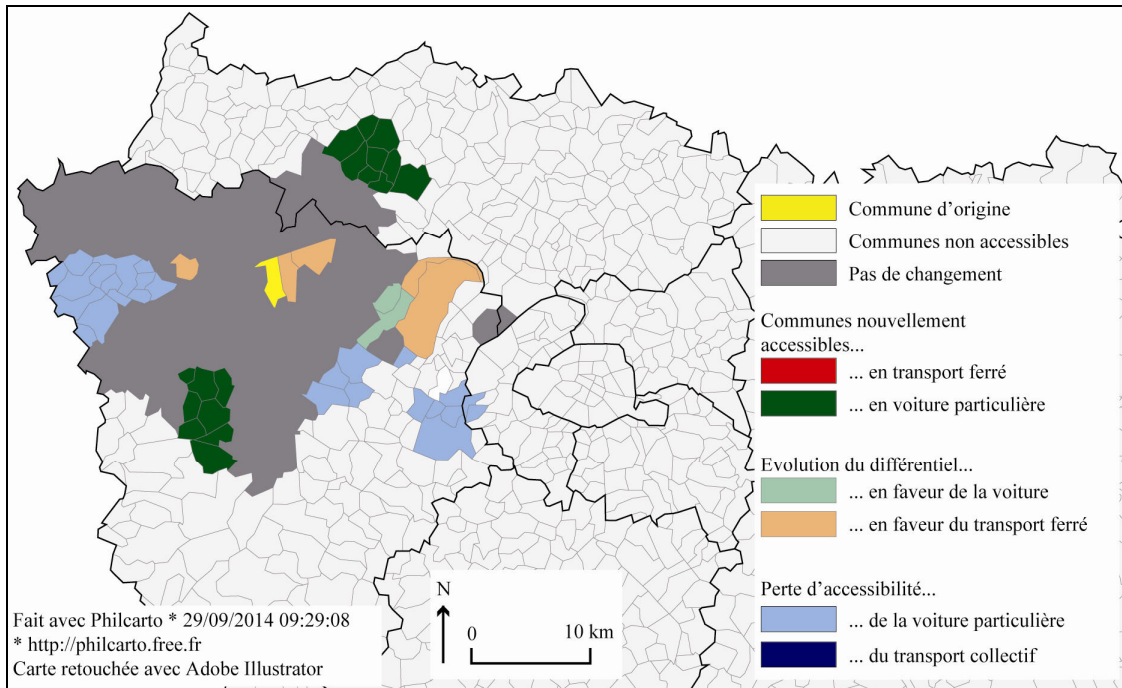 Commune d'origine
Communes non accessibles
Pas de changement
Communes nouvellement
accessibles...
... en transport ferré
... en voiture particulière
Evolution du différentiel...
... en faveur de la voiture
... en faveur du transport ferré
Perte d'accessibilité...
... de la voiture particulière
... du transport collectif
N
0 10 km
Fait avec Philcarto * 29/09/2014 09:29:08
* http://philcarto.free.fr
Carte retouchée avec Adobe Illustrator